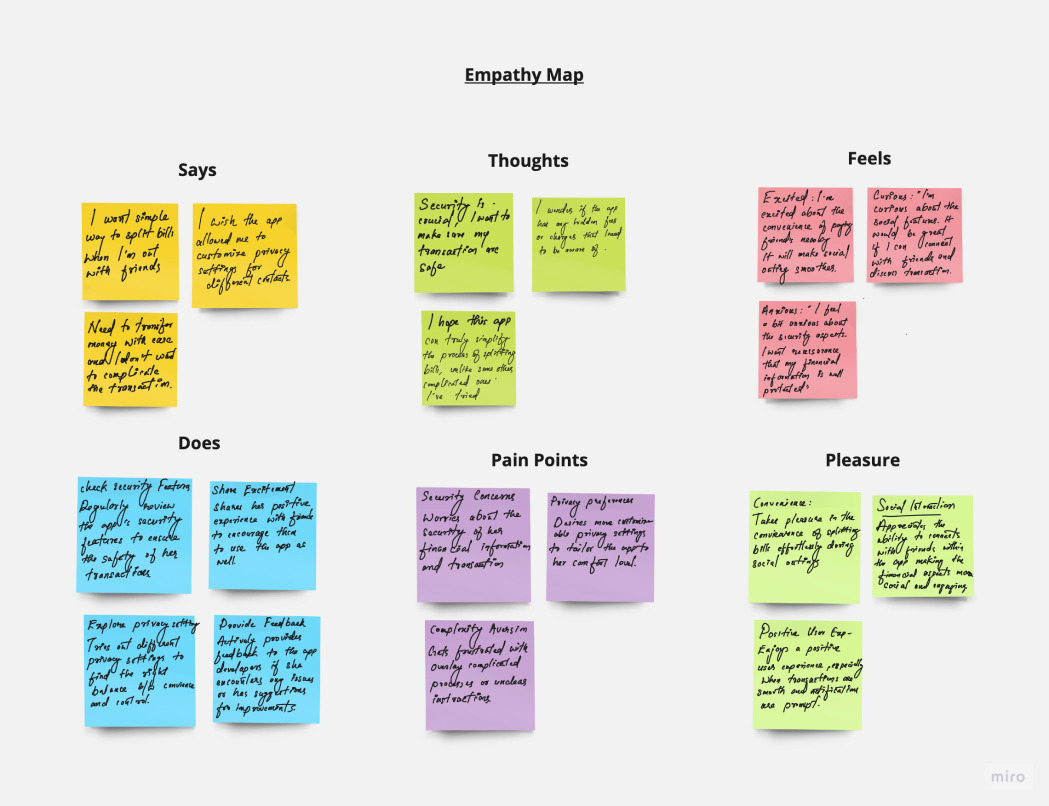 Empathy Map
Says
I want simple
way to split bills
when I'm out
with friends
I wish the app
allowed me to
customize privacy
settings for
different contacts
Need to transfer
money with ease
and I don't want
to complicate
the transaction.
Thoughts
Security is
crucial, I want to
make sure my
transaction are
safe
I wonder if the app
has any hidden fees
or charges that I need
to be aware of.
I hope this app
can truly simplify
the process of splitting
bills, unlike some other
complicated ones
I've tried
Feels
Excited: I'm
excited about the
convenience of
friends nearby
It will make social
outing smoother.
Curious: "I'm
curious about the
social features. It
would be great
if I can connect
with friends and
discuss transaction.
Anxious: "I feel
a bit anxious about
the security aspects.
I want reassurance
that my financial
information is well
protected"
Does
check security Features
Regularly review
the app's security
features to ensure
the safety of her
transactions
Share Excitement
shares her positive
experience with friends
to encourage them
to use the app as
well.
Explore privacy setting
Tries out different
privacy settings to
find the right
balance b/w
and control.
Provide Feedback
Actively provides
feedback to the app
developers if she
encounters any issues
or has suggestions
for improvements.
Pain Points
Security Concerns
Worries about the
security of her
financial information
and transaction
Privacy preferences
Desires more customiz-
able privacy settings
to tailor the app to
her comfort level.
Complexity Aversion
Gets frustrated with
overlay complicated
processes or unclear
instructions.
Pleasure
Convenience:
Takes pleasure in the
convenience of splitting
bills effortlessly during
social outings
Social Interaction
Appreciates the
ability to connects
with friends within
the app making the
financial aspects more
social and engaging.
Positive User Exp-
Enjoys a positive
user experience, especially
when transactions are
smooth and notifications
are prompt.
miro